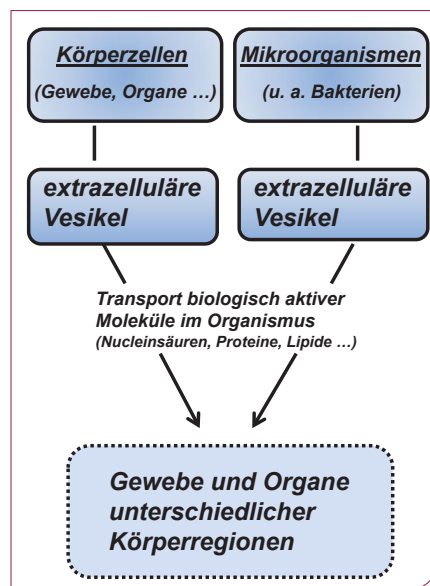 Körperzellen
(Gewebe, Organe ...)
Mikroorganismen
(u. a. Bakterien)
extrazelluläre
Vesikel
extrazelluläre
Vesikel
Transport biologisch aktiver
Moleküle im Organismus
(Nucleinsäuren, Proteine, Lipide ...)
Gewebe und Organe
unterschiedlicher
Körperregionen